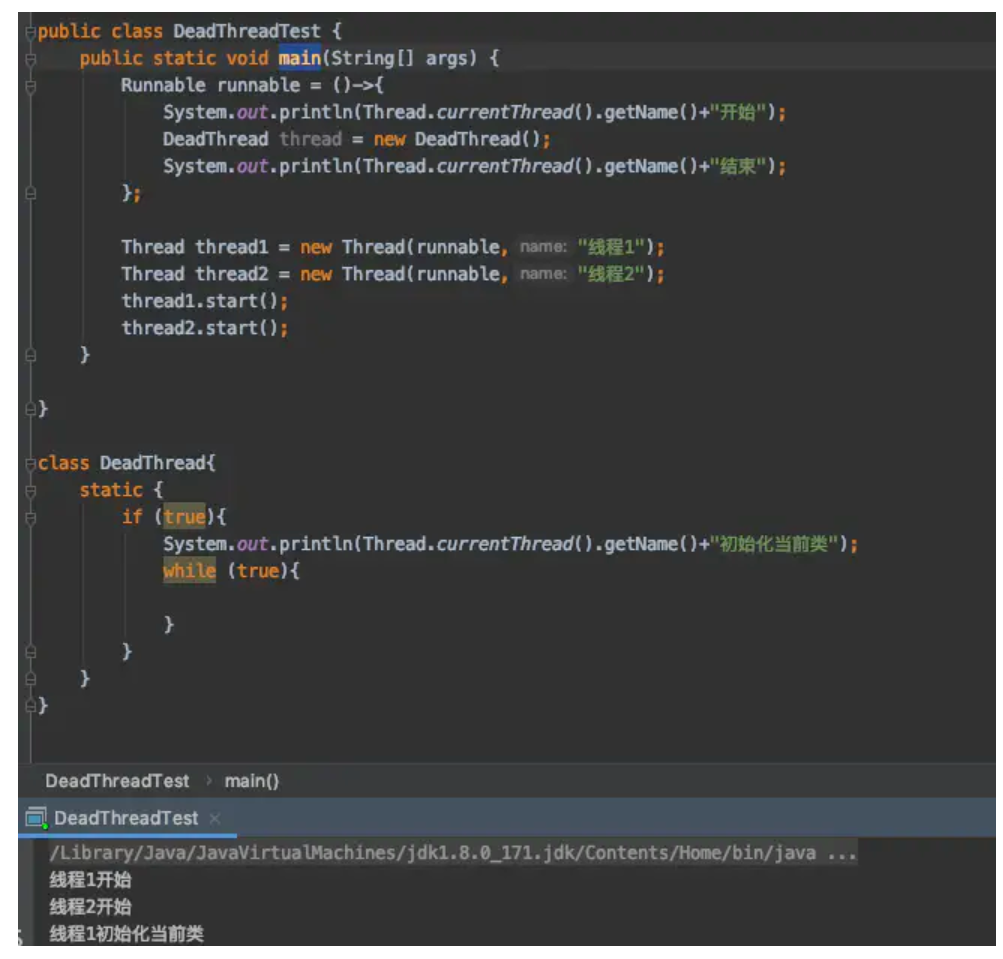 public class DeadThreadTest {
public static void main(String[] args) {
Runnable runnable = ()->{
System.out.println(Thread.currentThread().getName()+"开始");
DeadThread thread = new DeadThread();
System.out.println(Thread.currentThread().getName()+"结束");
};
Thread thread1 = new Thread(runnable, name: "线程1");
Thread thread2 = new Thread(runnable, name: "线程2");
thread1.start();
thread2.start();
}
}
class DeadThread{
static {
if (true){
System.out.println(Thread.currentThread().getName()+"初始化当前类");
while (true){
}
}
}
}
DeadThreadTest › main()
DeadThreadTest ×
/Library/Java/JavaVirtualMachines/jdk1.8.0_171.jdk/Contents/Home/bin/java ...
线程1开始
线程2开始
线程1初始化当前类